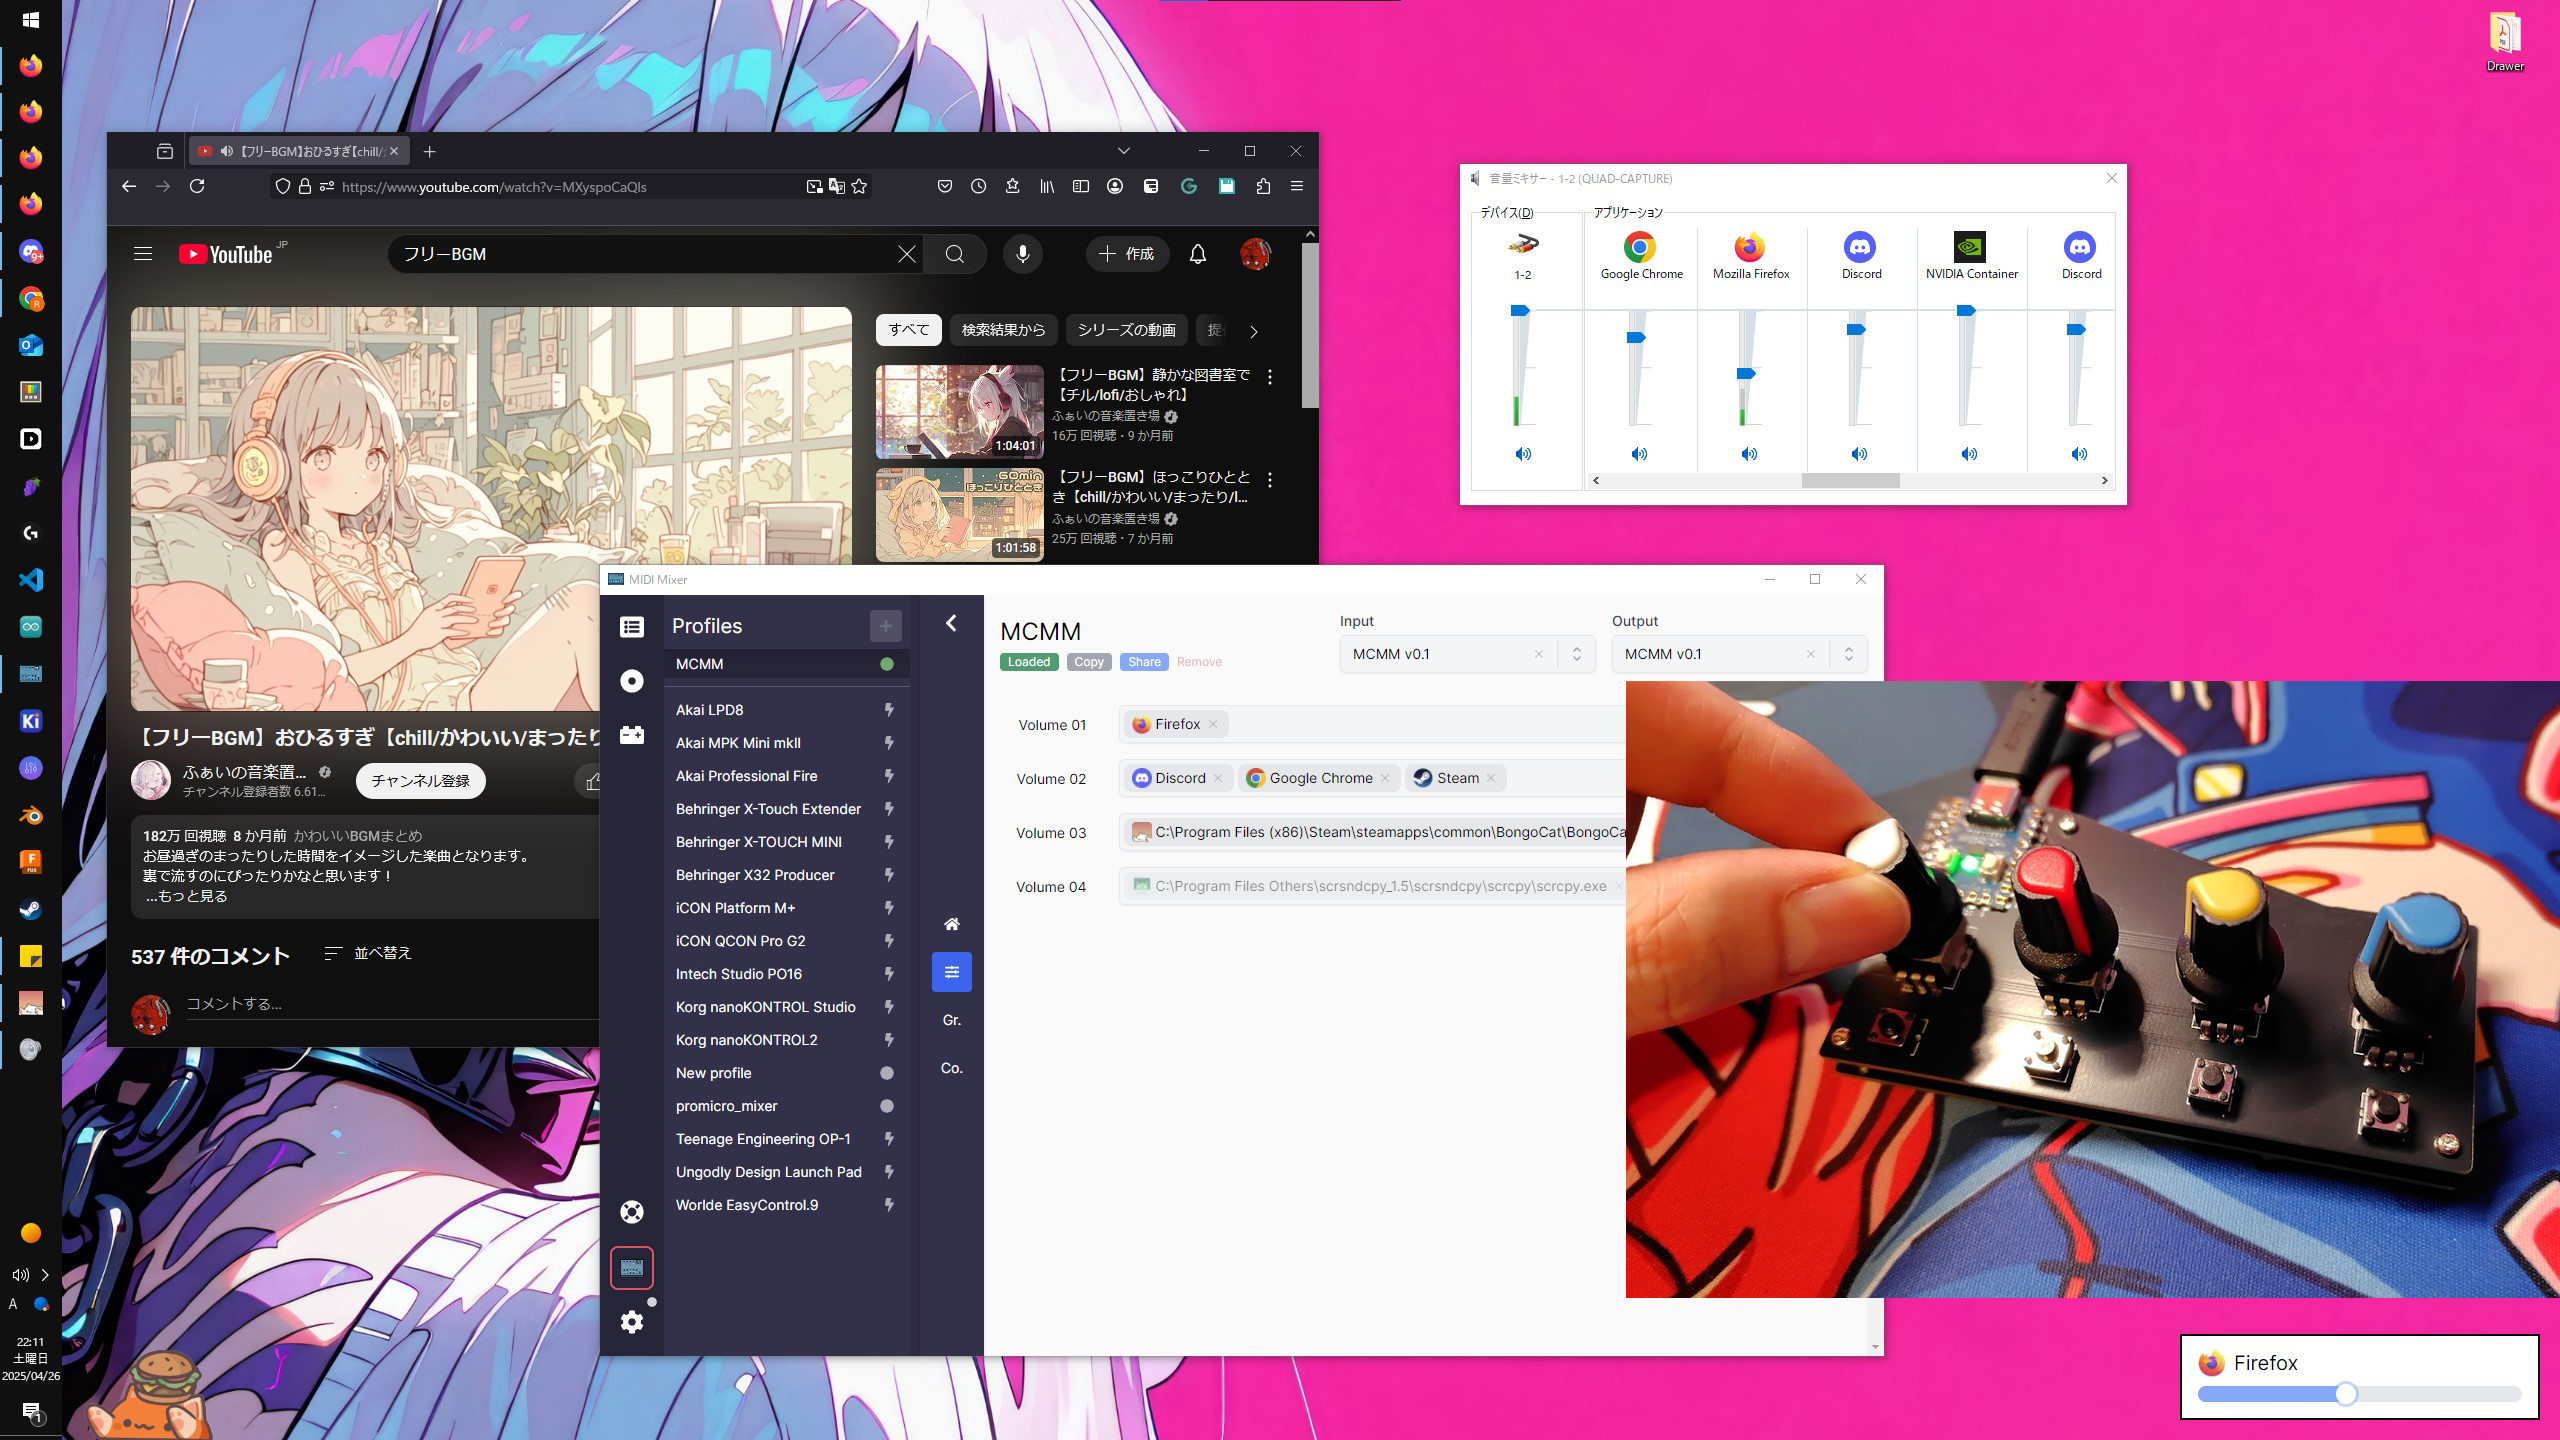 Drawer
【フリーBGM】おひるすぎ【chill/
https://www.youtube.com/watch?v=MXyspoCaQls
YouTube JP
フリーBGM
作成
すべて
検索結果から
シリーズの動画
【フリーBGM】静かな図書室で
【チル/lofi/おしゃれ】
ふぁいの音楽置き場
16万 回視聴・9 か月前
1:04:01
60min
ほっこりひととき
【フリーBGM】ほっこりひとと
き【chill/かわいい/まったり/l...
ふぁいの音楽置き場
25万 回視聴・7 か月前
1:01:58
【フリーBGM】おひるすぎ【chill/かわいい/まったり
ふぁいの音楽置...
チャンネル登録者数 6.61...
チャンネル登録
182万 回視聴 8 か月前 かわいいBGMまとめ
お昼過ぎのまったりした時間をイメージした楽曲となります。
裏で流すのにぴったりかなと思います！
...もっと見る
537 件のコメント
並べ替え
コメントする...
音量ミキサー - 1-2 (QUAD-CAPTURE)
デバイス(D)
アプリケーション
1-2
Google Chrome
Mozilla Firefox
Discord
NVIDIA Container
Discord
MIDI Mixer
Profiles
MCMM
Akai LPD8
Akai MPK Mini mkII
Akai Professional Fire
Behringer X-Touch Extender
Behringer X-TOUCH MINI
Behringer X32 Producer
iCON Platform M+
iCON QCON Pro G2
Intech Studio PO16
Korg nanoKONTROL Studio
Korg nanoKONTROL2
New profile
promicro_mixer
Teenage Engineering OP-1
Ungodly Design Launch Pad
Worlde EasyControl.9
Gr.
Co.
MCMM
Loaded
Copy
Share
Remove
Input
MCMM v0.1
Output
MCMM v0.1
Volume 01
Firefox
Volume 02
Discord
Google Chrome
Steam
Volume 03
C:\Program Files (x86)\Steam\steamapps\common\BongoCat\BongoCa
Volume 04
C:\Program Files Others\scrsndcpy_1.5\scrsndcpy\scrcpy\scrcpy.exe
Firefox
9+
Ki
A
22:11
土曜日
2025/04/26
1